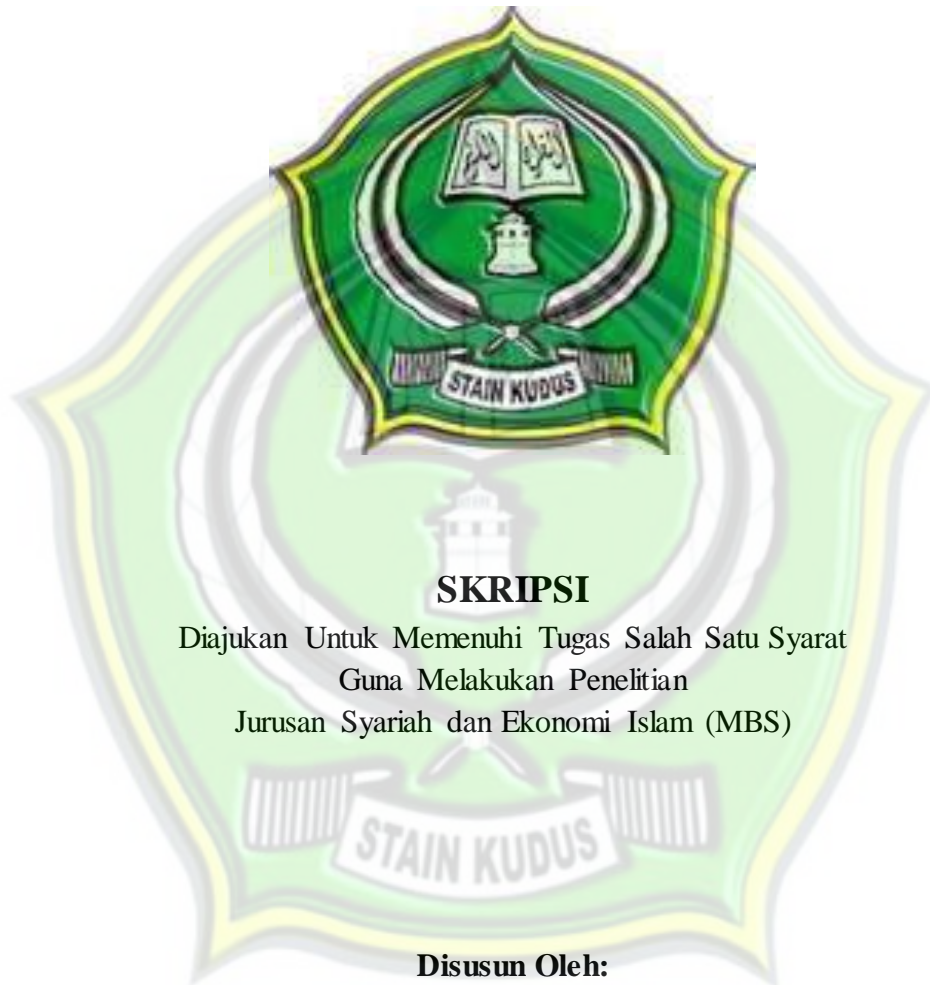 STAIN KUDUS
SKRIPSI
Diajukan Untuk Memenuhi Tugas Salah Satu Syarat
Guna Melakukan Penelitian
Jurusan Syariah dan Ekonomi Islam (MBS)
STAIN KUDUS
Disusun Oleh: